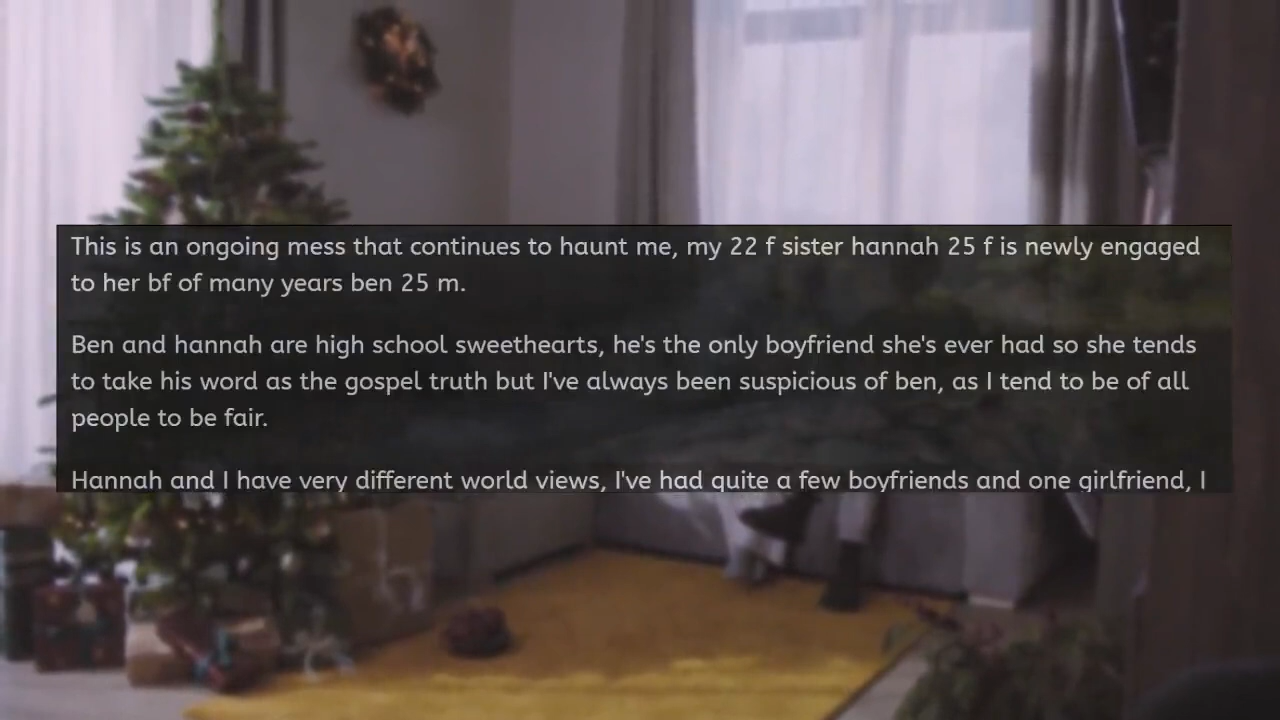 This is an ongoing mess that continues to haunt me, my 22 f sister hannah 25 f is newly engaged
to her bf of many years ben 25 m.
Ben and hannah are high school sweethearts, he's the only boyfriend she's ever had so she tends
to take his word as the gospel truth but I've always been suspicious of ben, as I tend to be of all
people to be fair.
Hannah and I have very different world views, I've had quite a few boyfriends and one girlfriend, I